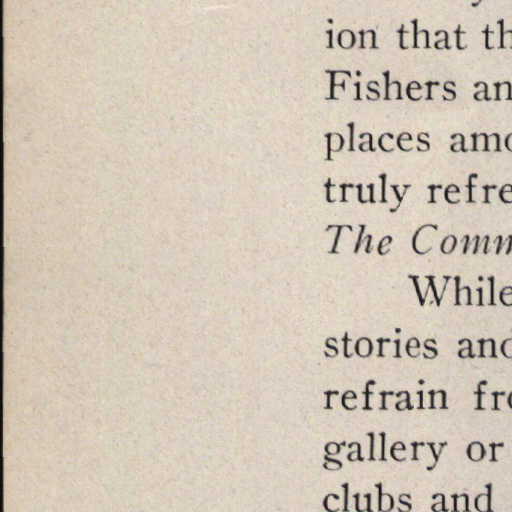 ion that th
Fishers an
places amo
truly refre
The Comm
While
stories and
refrain fro
gallery or
clubs and